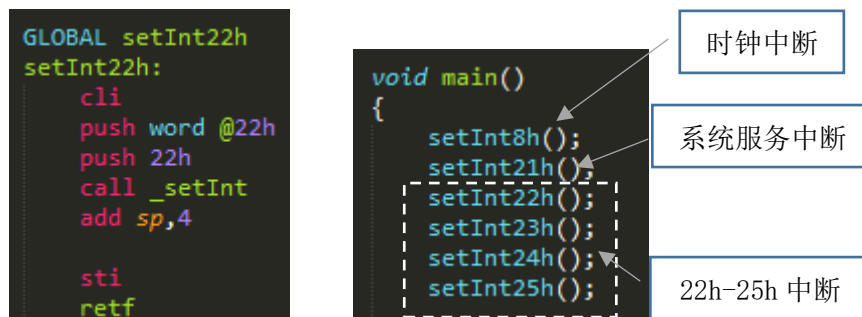 GLOBAL setInt22h
setInt22h:
cli
push word @22h
push 22h
call _setInt
add sp,4
sti
retf
void main()
{
setInt8h();
setInt21h();
setInt22h();
setInt23h();
setInt24h();
setInt25h();
时钟中断
系统服务中断
22h-25h 中断